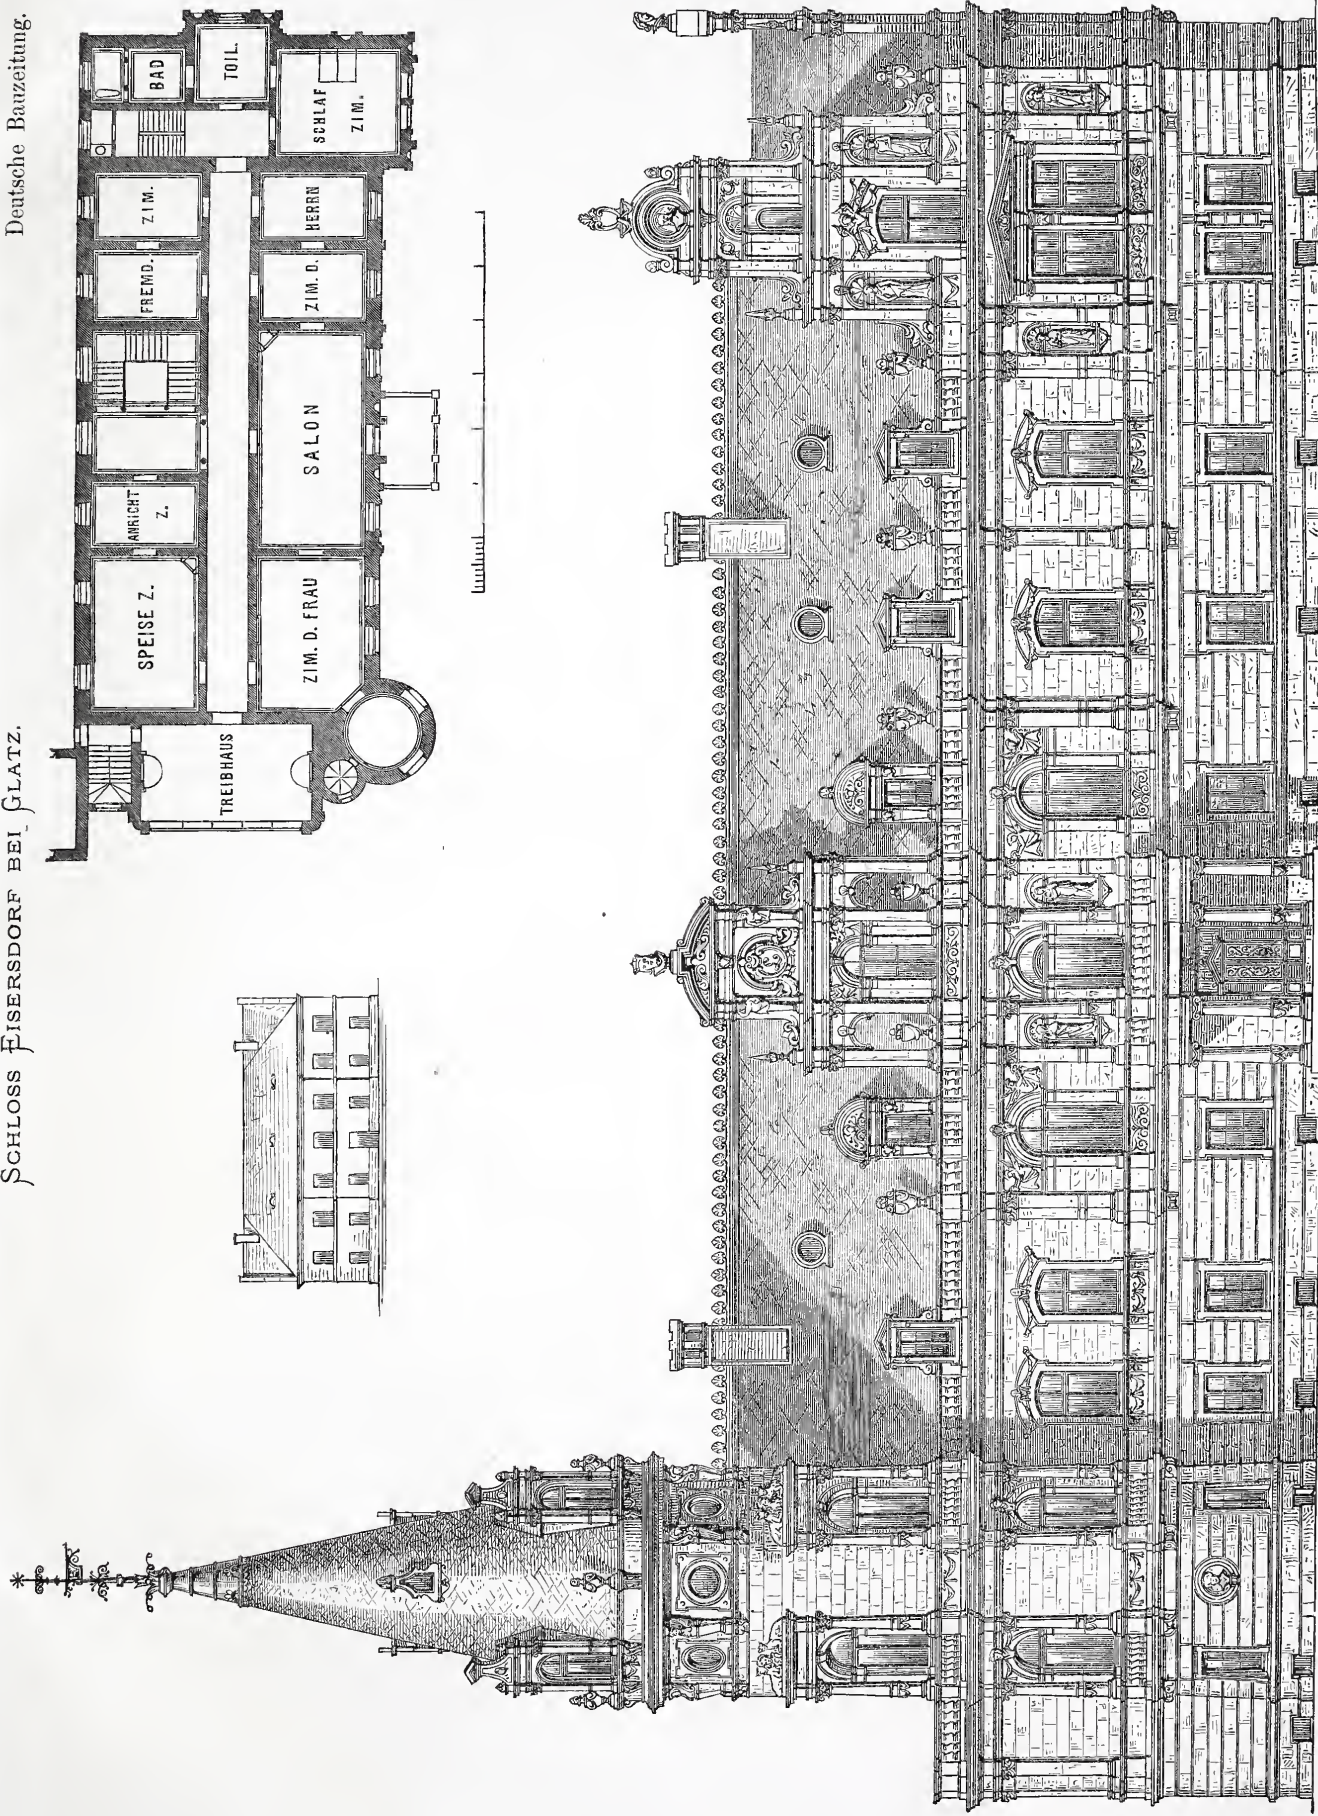 Deutsche Bauzeitung.
SCHLOSS EISERSDORF BEI GLATZ.
TREIBHAUS
SPEISE Z.
ANRICHT
Z.
FREMD.
ZIM.
BAD
TOIL.
ZIM. D. FRAU
SALON
ZIM. D.
HERRN
SCHLAF
ZIM.